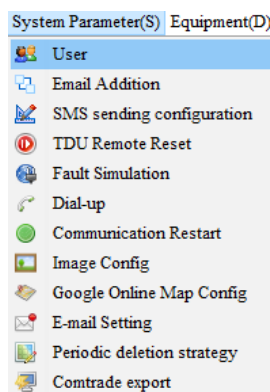 System Parameter(S) Equipment(D)
User
Email Addition
SMS sending configuration
TDU Remote Reset
Fault Simulation
Dial-up
Communication Restart
Image Config
Google Online Map Config
E-mail Setting
Periodic deletion strategy
Comtrade export